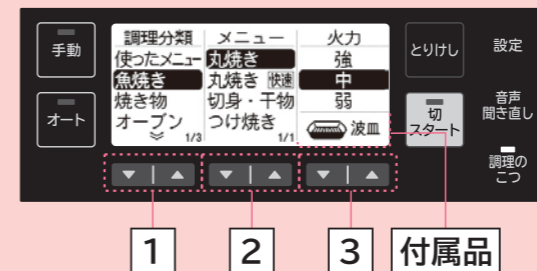 手動
オート
調理分類
使ったメニュー
魚焼き
焼き物
オーブン
1/3
メニュー
丸焼き
丸焼き 快速
切身・干物
つけ焼き
1/1
火力
強
中
弱
波皿
とりけし
切
スタート
設定
音声
聞き直し
調理の
こつ
▼ | ▲
▼ | ▲
▼ | ▲
1
2
3
付属品